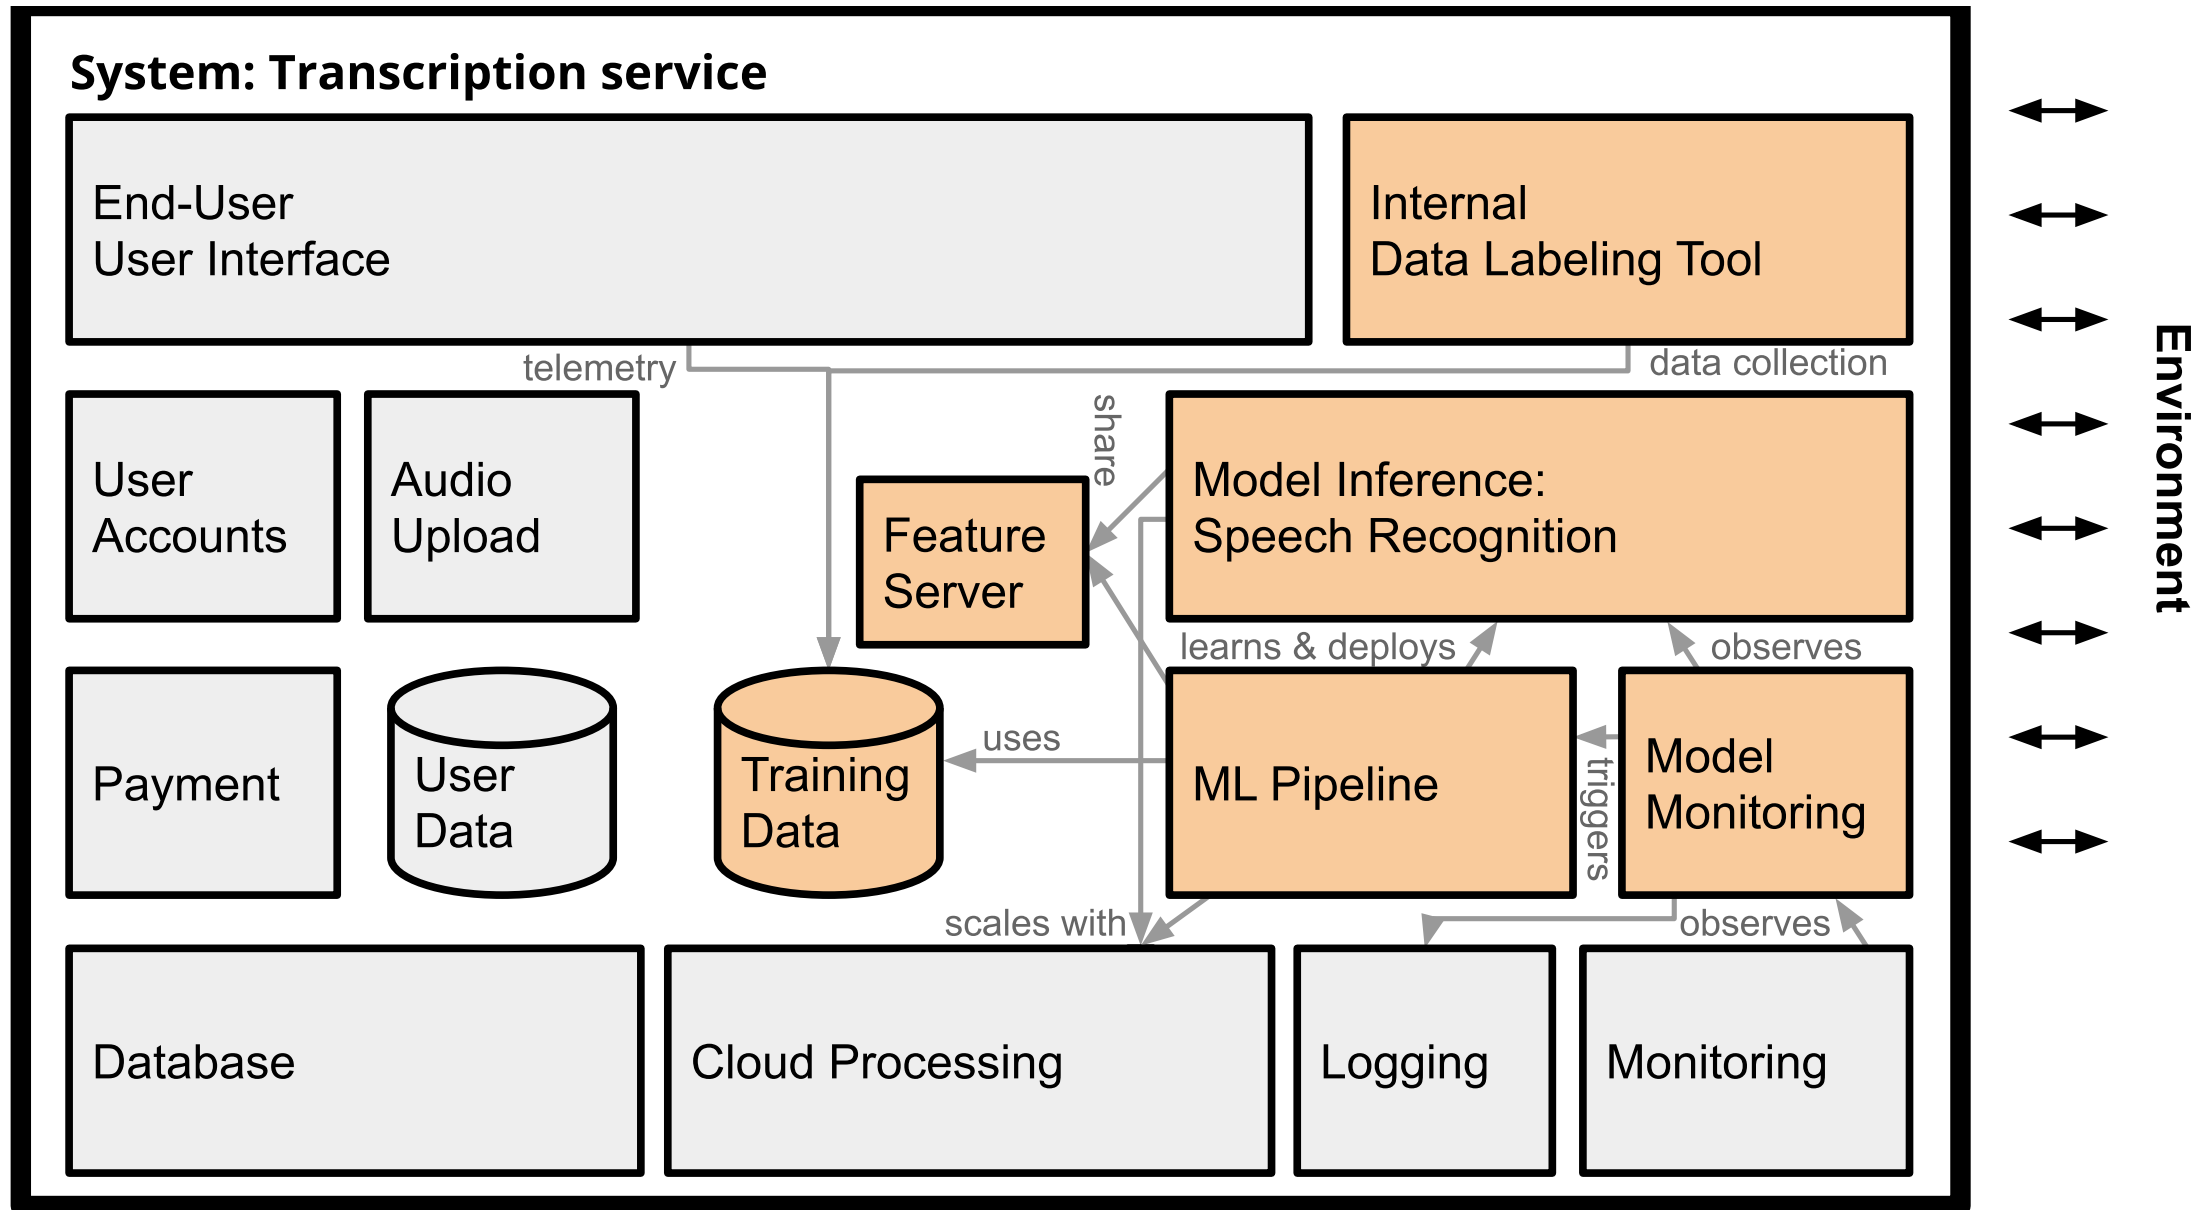 System: Transcription service
End-User
User Interface
Internal
Data Labeling Tool
telemetry
data collection
share
User
Accounts
Audio
Upload
Feature
Server
Model Inference:
Speech Recognition
learns & deploys
observes
Payment
User
Data
Training
Data
uses
ML Pipeline
triggers
Model
Monitoring
scales with
observes
Database
Cloud Processing
Logging
Monitoring
Environment